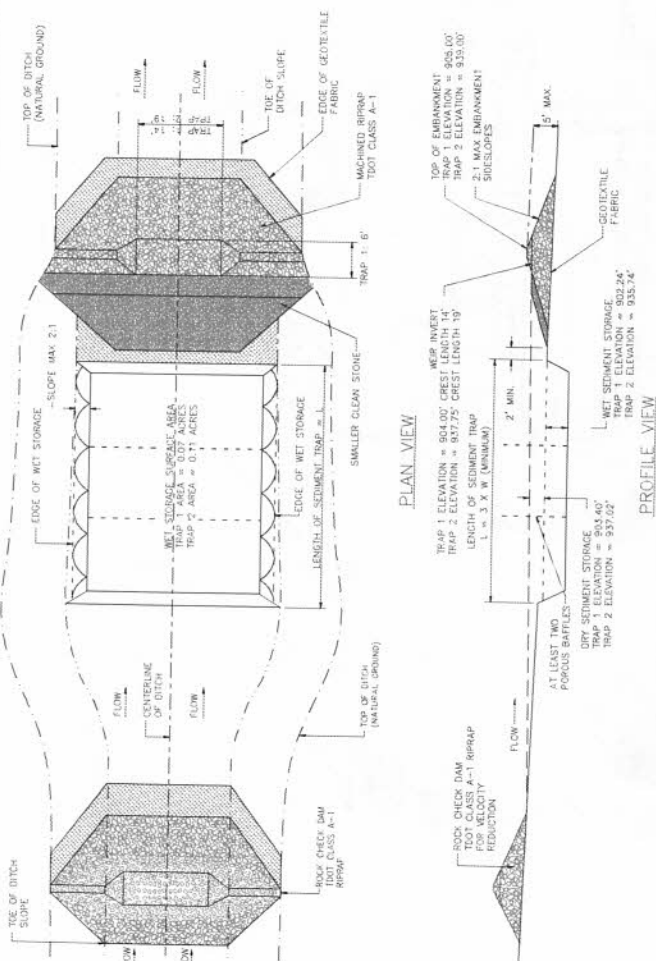 TOP OF DITCH
(NATURAL GROUND)
FLOW
FLOW
TOE OF
DITCH SLOPE
EDGE OF GEOTEXTILE
FABRIC
MACHINED RIPRAP
TDOT CLASS A-1
TRAP 1: 6'
SLOPE MAX 2:1
EDGE OF WET STORAGE
WET STORAGE SURFACE AREA
TRAP 1 AREA = 0.07 ACRES
TRAP 2 AREA = 0.11 ACRES
EDGE OF WET STORAGE
LENGTH OF SEDIMENT TRAP = L
SMALLER CLEAN STONE
FLOW
CENTERLINE
OF DITCH
FLOW
TOP OF DITCH
(NATURAL GROUND)
TOE OF DITCH
SLOPE
FLOW
FLOW
ROCK CHECK DAM
TDOT CLASS A-1
RIPRAP
PLAN VIEW
TOP OF EMBANKMENT
TRAP 1 ELEVATION = 906.00'
TRAP 2 ELEVATION = 939.00'
2:1 MAX EMBANKMENT
SIDESLOPES
5' MAX.
GEOTEXTILE
FABRIC
WEIR INVERT
TRAP 1 ELEVATION = 904.00' CREST LENGTH 14'
TRAP 2 ELEVATION = 937.75' CREST LENGTH 19'
LENGTH OF SEDIMENT TRAP
L = 3 X W (MINIMUM)
2' MIN.
WET SEDIMENT STORAGE
TRAP 1 ELEVATION = 902.24'
TRAP 2 ELEVATION = 935.74'
DRY SEDIMENT STORAGE
TRAP 1 ELEVATION = 903.40'
TRAP 2 ELEVATION = 937.02'
AT LEAST TWO
POROUS BAFFLES
FLOW
ROCK CHECK DAM
TDOT CLASS A-1 RIPRAP
FOR VELOCITY
REDUCTION
PROFILE VIEW